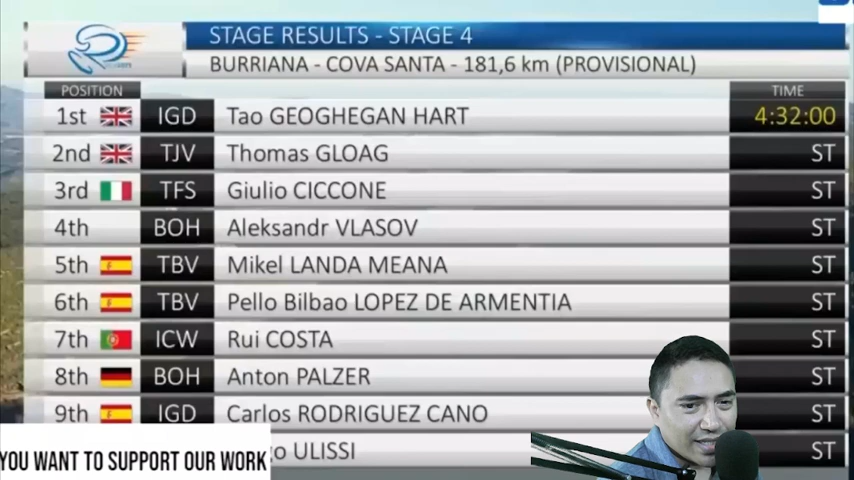 STAGE RESULTS - STAGE 4
BURRIANA - COVA SANTA - 181,6 km (PROVISIONAL)
POSITION TIME
1st IGD Tao GEOGHEGAN HART 4:32:00
2nd TJV Thomas GLOAG ST
3rd TFS Giulio CICCONE ST
4th BOH Aleksandr VLASOV ST
5th TBV Mikel LANDA MEANA ST
6th TBV Pello Bilbao LOPEZ DE ARMENTIA ST
7th ICW Rui COSTA ST
8th BOH Anton PALZER ST
9th IGD Carlos RODRIGUEZ CANO ST
ULISSI ST
YOU WANT TO SUPPORT OUR WORK